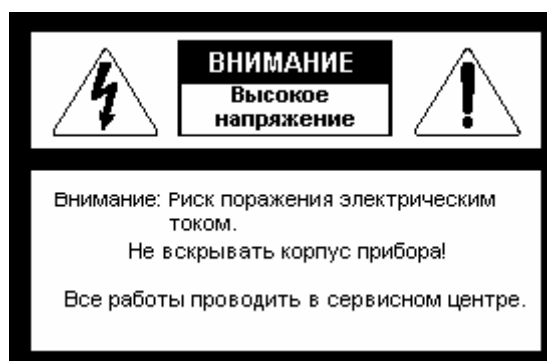 ВНИМАНИЕ
Высокое
напряжение
Внимание: Риск поражения электрическим
током.
Не вскрывать корпус прибора!
Все работы проводить в сервисном центре.